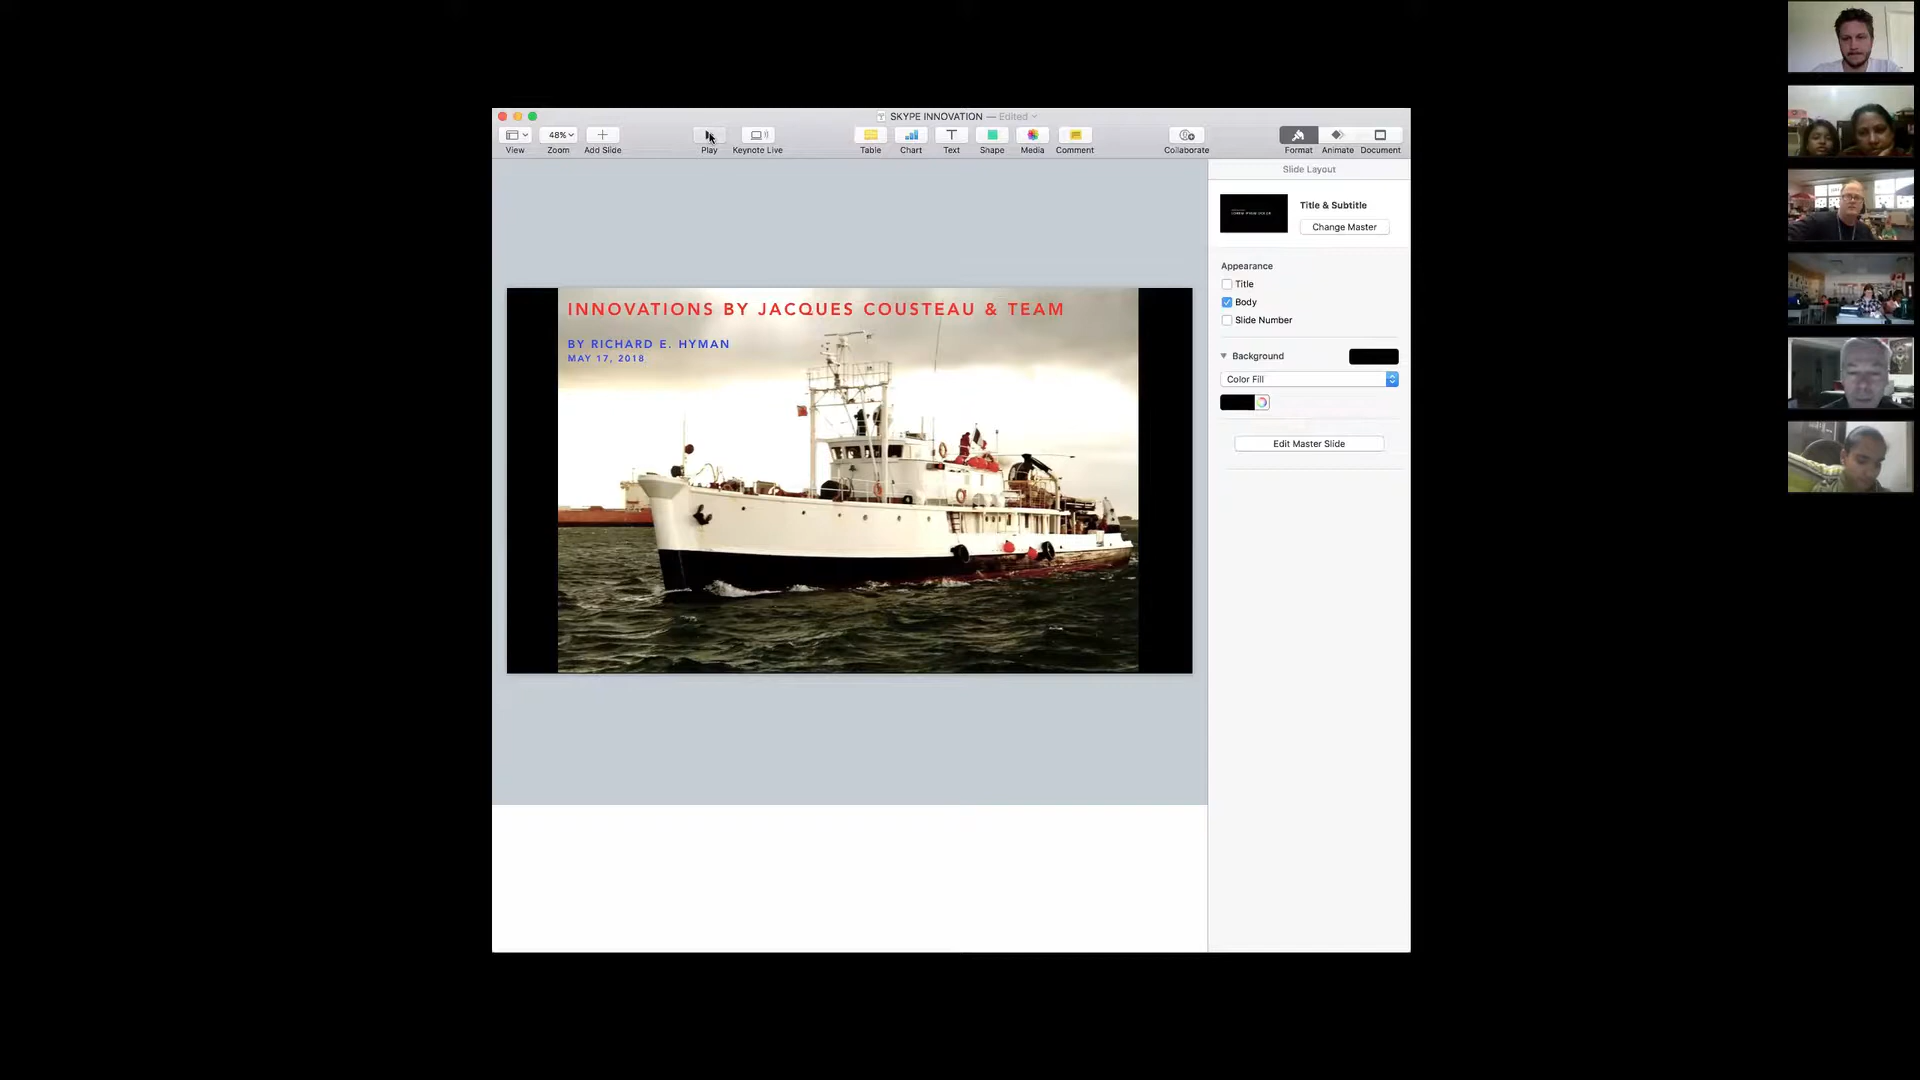 SKYPE INNOVATION — Edited
48%
View Zoom Add Slide Play Keynote Live Table Chart Text Shape Media Comment Collaborate Format Animate Document
Slide Layout
Title & Subtitle
Change Master
Appearance
Title
Body
Slide Number
Background
Color Fill
Edit Master Slide
INNOVATIONS BY JACQUES COUSTEAU & TEAM
BY RICHARD E. HYMAN
MAY 17, 2018